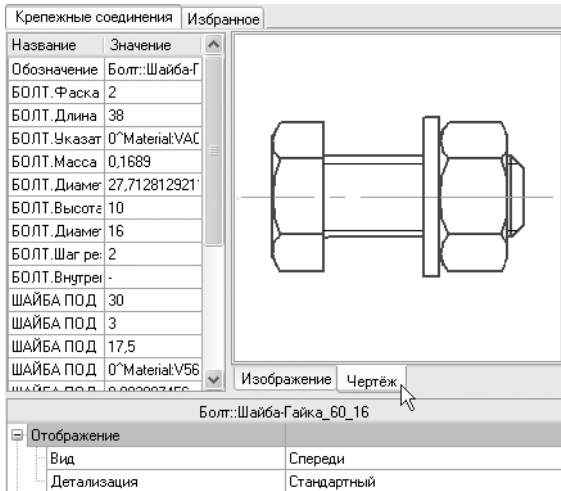 Крепежные соединения Избранное
Название Значение
Обозначение Болт::Шайба-Г
БОЛТ.Фаска 2
БОЛТ.Длина 38
БОЛТ.Указат 0^Material:VAC
БОЛТ.Масса 0,1689
БОЛТ.Диаме 27,712812921
БОЛТ.Высота 10
БОЛТ.Диаме 16
БОЛТ.Шаг ре: 2
БОЛТ.Внутре -
ШАЙБА ПОД 30
ШАЙБА ПОД 3
ШАЙБА ПОД 17,5
ШАЙБА ПОД 0^Material:V56
Изображение Чертёж
Болт::Шайба-Гайка_60_16
Отображение
Вид Спереди
Детализация Стандартный